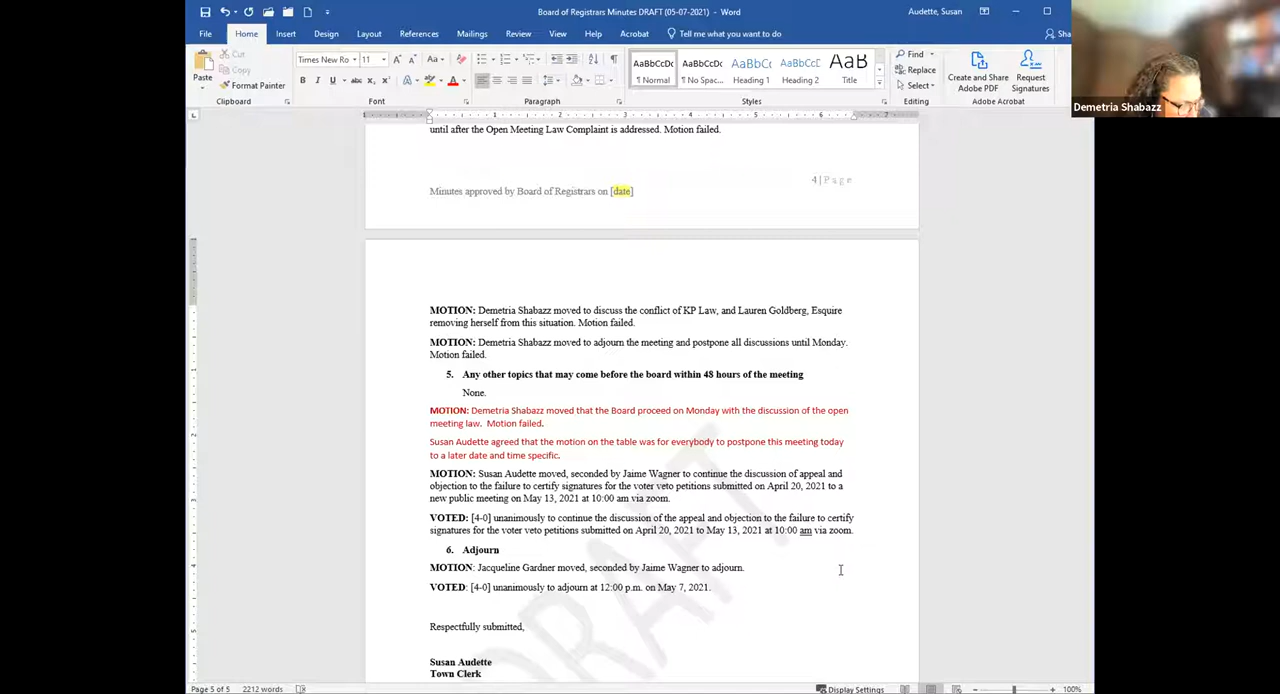 Board of Registrars Minutes DRAFT (05-07-2021) - Word
Audette, Susan
File Home Insert Design Layout References Mailings Review View Help Acrobat Tell me what you want to do Sha
Paste
Cut
Copy
Format Painter
Times New Ro 11
AaBbCcDc AaBbCcDc AaBbCc AaBbCcD AaB
¶ Normal ¶ No Spac... Heading 1 Heading 2 Title
Find
Replace
Select
Create and Share Adobe PDF
Request Signatures
Clipboard Font Paragraph Styles Editing Adobe Acrobat
Demetria Shabazz
until after the Open Meeting Law Complaint is addressed. Motion failed.
4 | P a g e
Minutes approved by Board of Registrars on [date]
MOTION: Demetria Shabazz moved to discuss the conflict of KP Law, and Lauren Goldberg, Esquire
removing herself from this situation. Motion failed.
MOTION: Demetria Shabazz moved to adjourn the meeting and postpone all discussions until Monday.
Motion failed.
5. Any other topics that may come before the board within 48 hours of the meeting
None.
MOTION: Demetria Shabazz moved that the Board proceed on Monday with the discussion of the open
meeting law. Motion failed.
Susan Audette agreed that the motion on the table was for everybody to postpone this meeting today
to a later date and time specific.
MOTION: Susan Audette moved, seconded by Jaime Wagner to continue the discussion of appeal and
objection to the failure to certify signatures for the voter veto petitions submitted on April 20, 2021 to a
new public meeting on May 13, 2021 at 10:00 am via zoom.
VOTED: [4-0] unanimously to continue the discussion of the appeal and objection to the failure to certify
signatures for the voter veto petitions submitted on April 20, 2021 to May 13, 2021 at 10:00 am via zoom.
6. Adjourn
MOTION: Jacqueline Gardner moved, seconded by Jaime Wagner to adjourn.
VOTED: [4-0] unanimously to adjourn at 12:00 p.m. on May 7, 2021.
Respectfully submitted,
Susan Audette
Town Clerk
DRAFT
Page 5 of 5 2212 words Display Settings 100%